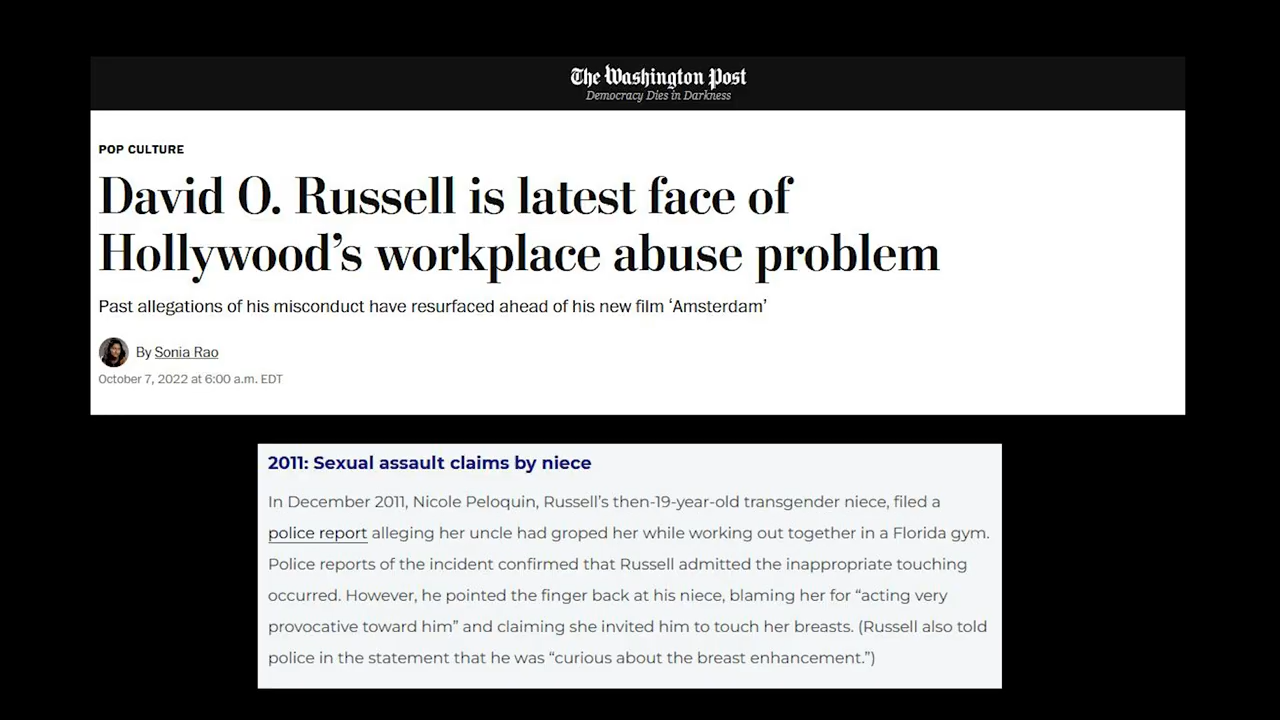 The Washington Post
Democracy Dies in Darkness
POP CULTURE
David O. Russell is latest face of
Hollywood’s workplace abuse problem
Past allegations of his misconduct have resurfaced ahead of his new film ‘Amsterdam’
By Sonia Rao
October 7, 2022 at 6:00 a.m. EDT
2011: Sexual assault claims by niece
In December 2011, Nicole Peloquin, Russell’s then-19-year-old transgender niece, filed a
police report alleging her uncle had groped her while working out together in a Florida gym.
Police reports of the incident confirmed that Russell admitted the inappropriate touching
occurred. However, he pointed the finger back at his niece, blaming her for “acting very
provocative toward him” and claiming she invited him to touch her breasts. (Russell also told
police in the statement that he was “curious about the breast enhancement.”)